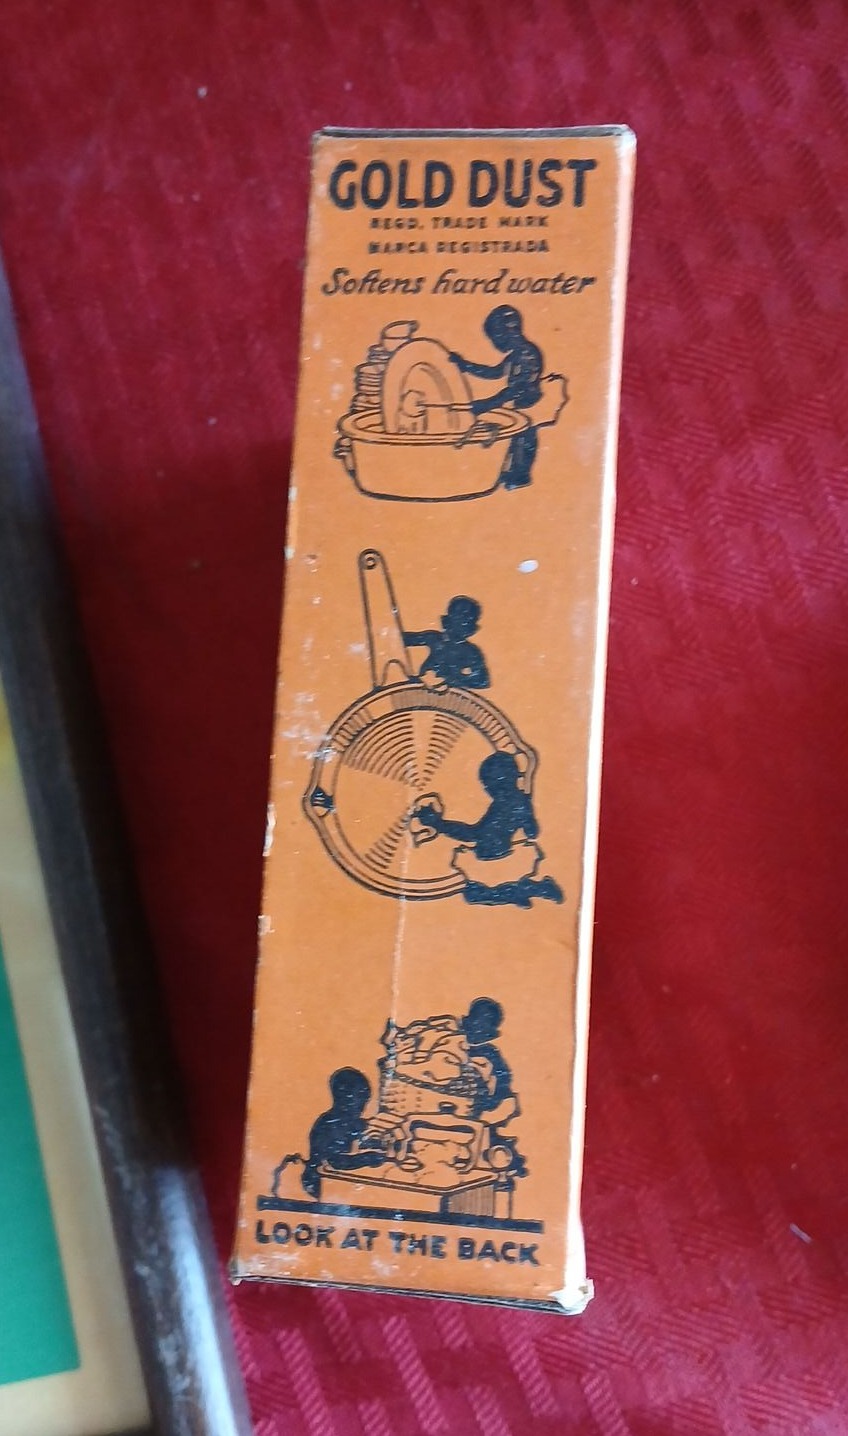 GOLD DUST
REGD. TRADE MARK
MARCA REGISTRADA
Softens hard water
LOOK AT THE BACK